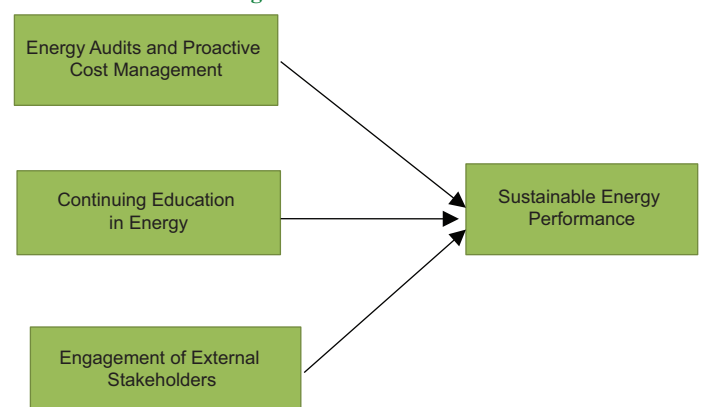 Energy Audits and Proactive
Cost Management
Continuing Education
in Energy
Sustainable Energy
Performance
Engagement of External
Stakeholders